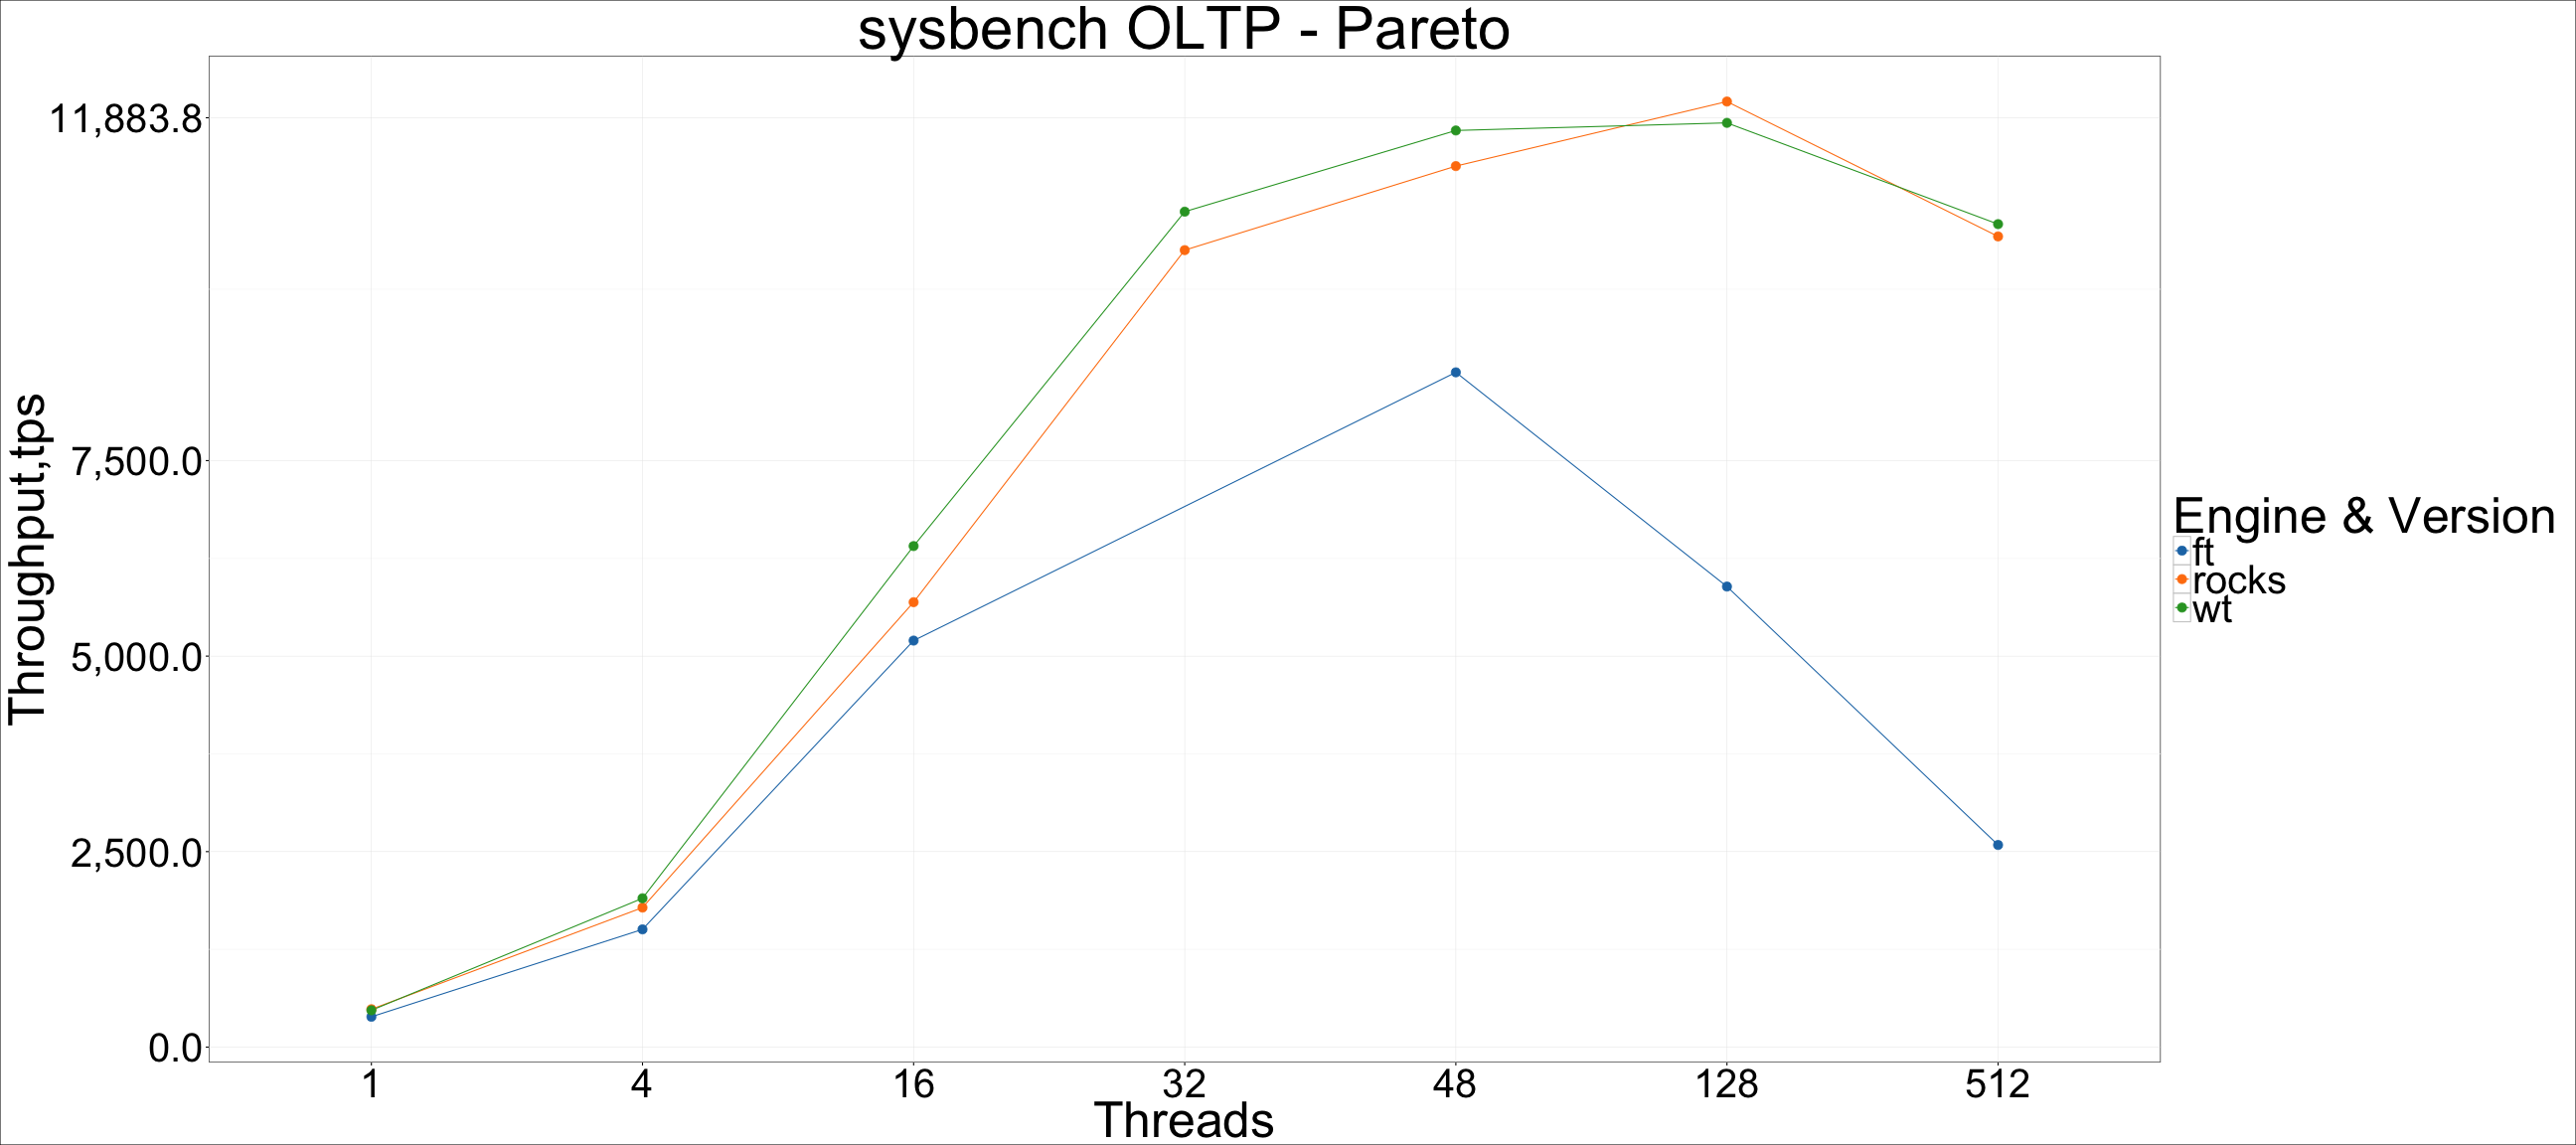 sysbench OLTP - Pareto
Throughput,tps
11,883.8
7,500.0
5,000.0
2,500.0
0.0
1 4 16 32 48 128 512
Threads
Engine & Version
ft
rocks
wt